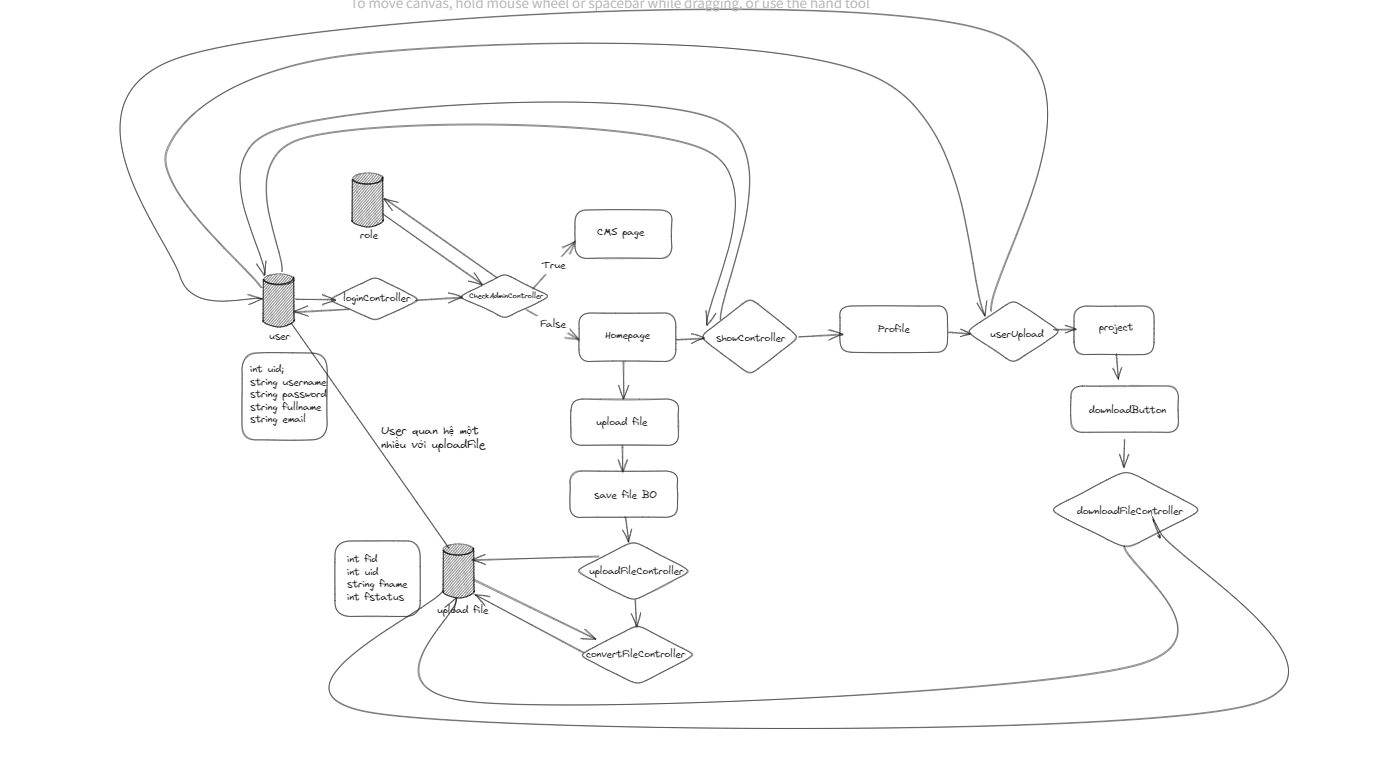 To move canvas, hold mouse wheel or spacebar while dragging, or use the hand tool
role
CMS page
True
loginController
CheckAdminController
False
user
Homepage
showController
Profile
userUpload
project
int uid;
string username
string password
string fullname
string email
upload file
downloadButton
User quan hệ một
nhiều với uploadFile
save file BO
downloadFileController
int fid
int uid
string fname
int fstatus
uploadFileController
upload file
convertFileController